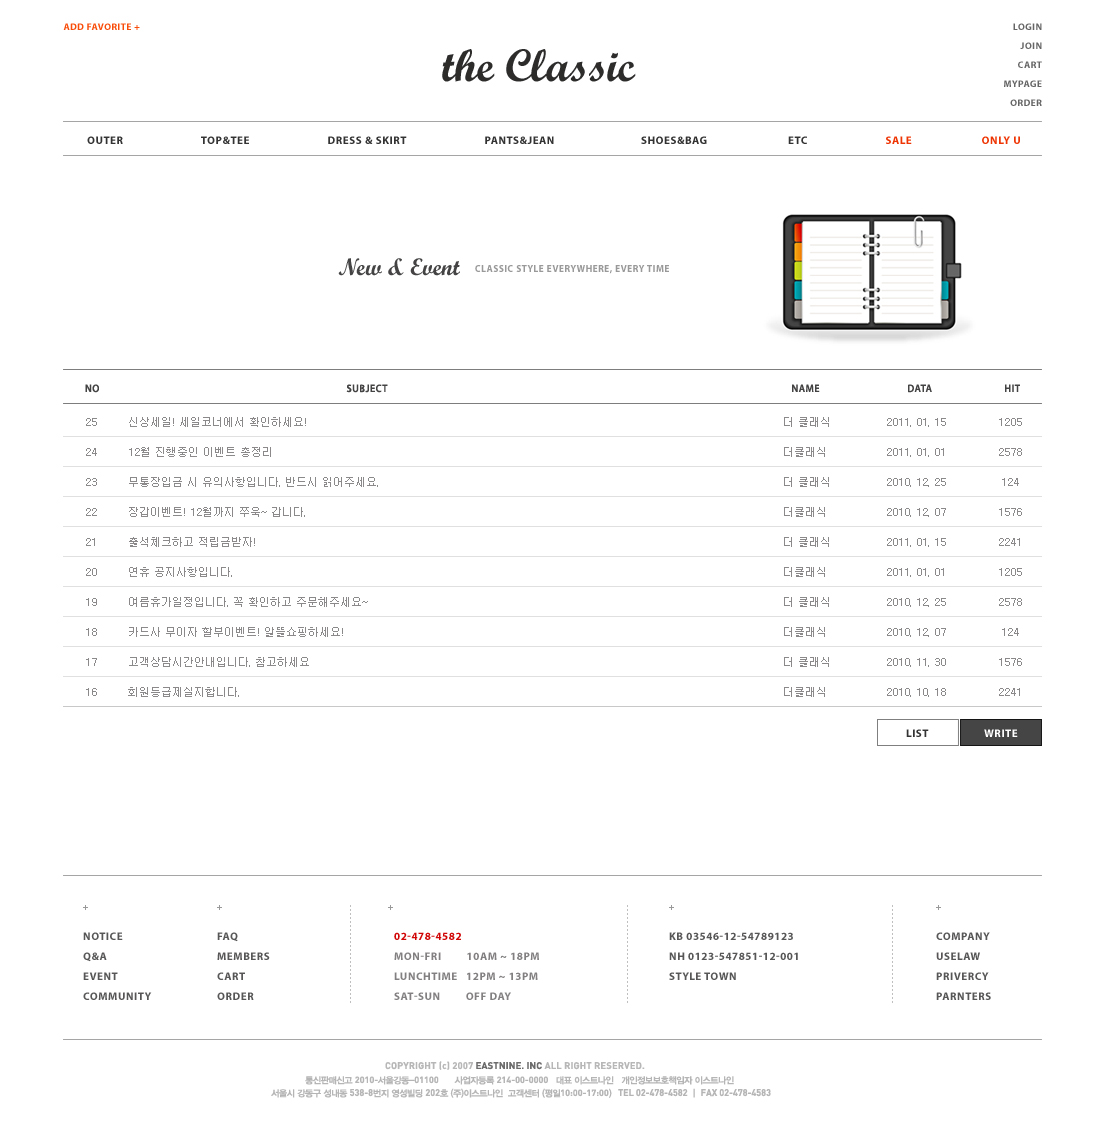 ADD FAVORITE +
LOGIN
JOIN
CART
MYPAGE
ORDER
the Classic
OUTER TOP&TEE DRESS & SKIRT PANTS&JEAN SHOES&BAG ETC SALE ONLY U
New & Event CLASSIC STYLE EVERYWHERE, EVERY TIME
NO SUBJECT NAME DATA HIT
25 신상세일! 세일코너에서 확인하세요! 더 클래식 2011. 01. 15 1205
24 12월 진행중인 이벤트 총정리 더클래식 2011. 01. 01 2578
23 무통장입금 시 유의사항입니다. 반드시 읽어주세요. 더 클래식 2010. 12. 25 124
22 장갑이벤트! 12월까지 쭈욱~ 갑니다. 더클래식 2010. 12. 07 1576
21 출석체크하고 적립금받자! 더 클래식 2011. 01. 15 2241
20 연휴 공지사항입니다. 더클래식 2011. 01. 01 1205
19 여름휴가일정입니다. 꼭 확인하고 주문해주세요~ 더 클래식 2010. 12. 25 2578
18 카드사 무이자 할부이벤트! 알뜰쇼핑하세요! 더클래식 2010. 12. 07 124
17 고객상담시간안내입니다. 참고하세요 더 클래식 2010. 11. 30 1576
16 회원등급제실지합니다. 더클래식 2010. 10. 18 2241
LIST WRITE
+ + + + +
NOTICE FAQ 02-478-4582 KB 03546-12-54789123 COMPANY
Q&A MEMBERS MON-FRI 10AM ~ 18PM NH 0123-547851-12-001 USELAW
EVENT CART LUNCHTIME 12PM ~ 13PM STYLE TOWN PRIVERCY
COMMUNITY ORDER SAT-SUN OFF DAY PARNTERS
COPYRIGHT (c) 2007 EASTNINE. INC ALL RIGHT RESERVED.
통신판매신고 2010-서울강동-01100 사업자등록 214-00-0000 대표 이스트나인 개인정보보호책임자 이스트나인
서울시 강동구 성내동 538-8번지 영성빌딩 202호 (주)이스트나인 고객센터 (평일10:00-17:00) TEL 02-478-4582 | FAX 02-478-4583